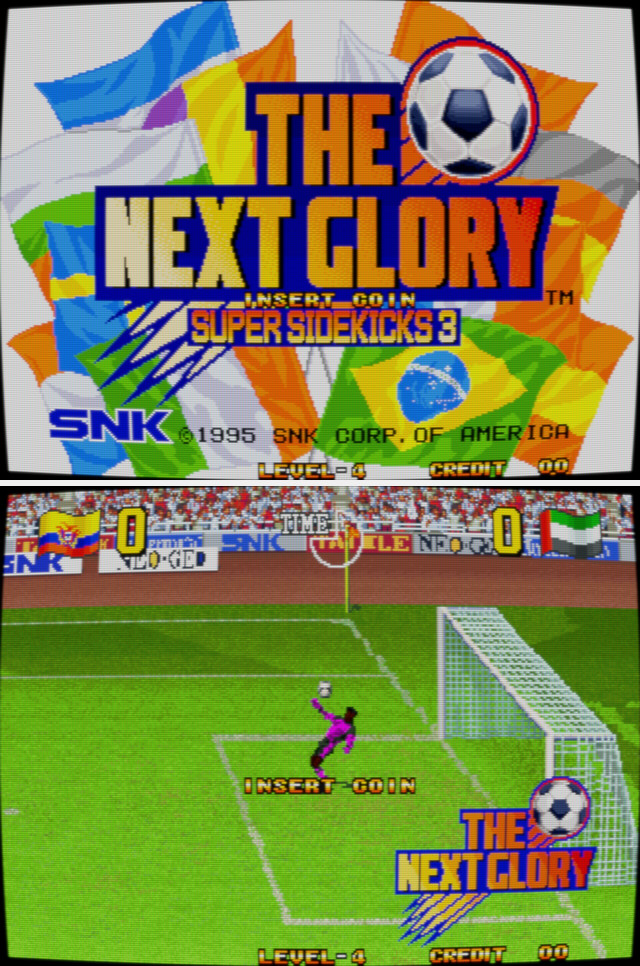 THE
NEXT GLORY
TM
INSERT COIN
SUPER SIDEKICKS 3
SNK
©1995 SNK CORP. OF AMERICA
LEVEL-4
CREDIT 00
0
TIME
0
SNK
NEO·GEO
SNK
INSERT COIN
THE
NEXT GLORY
LEVEL-4
CREDIT 00